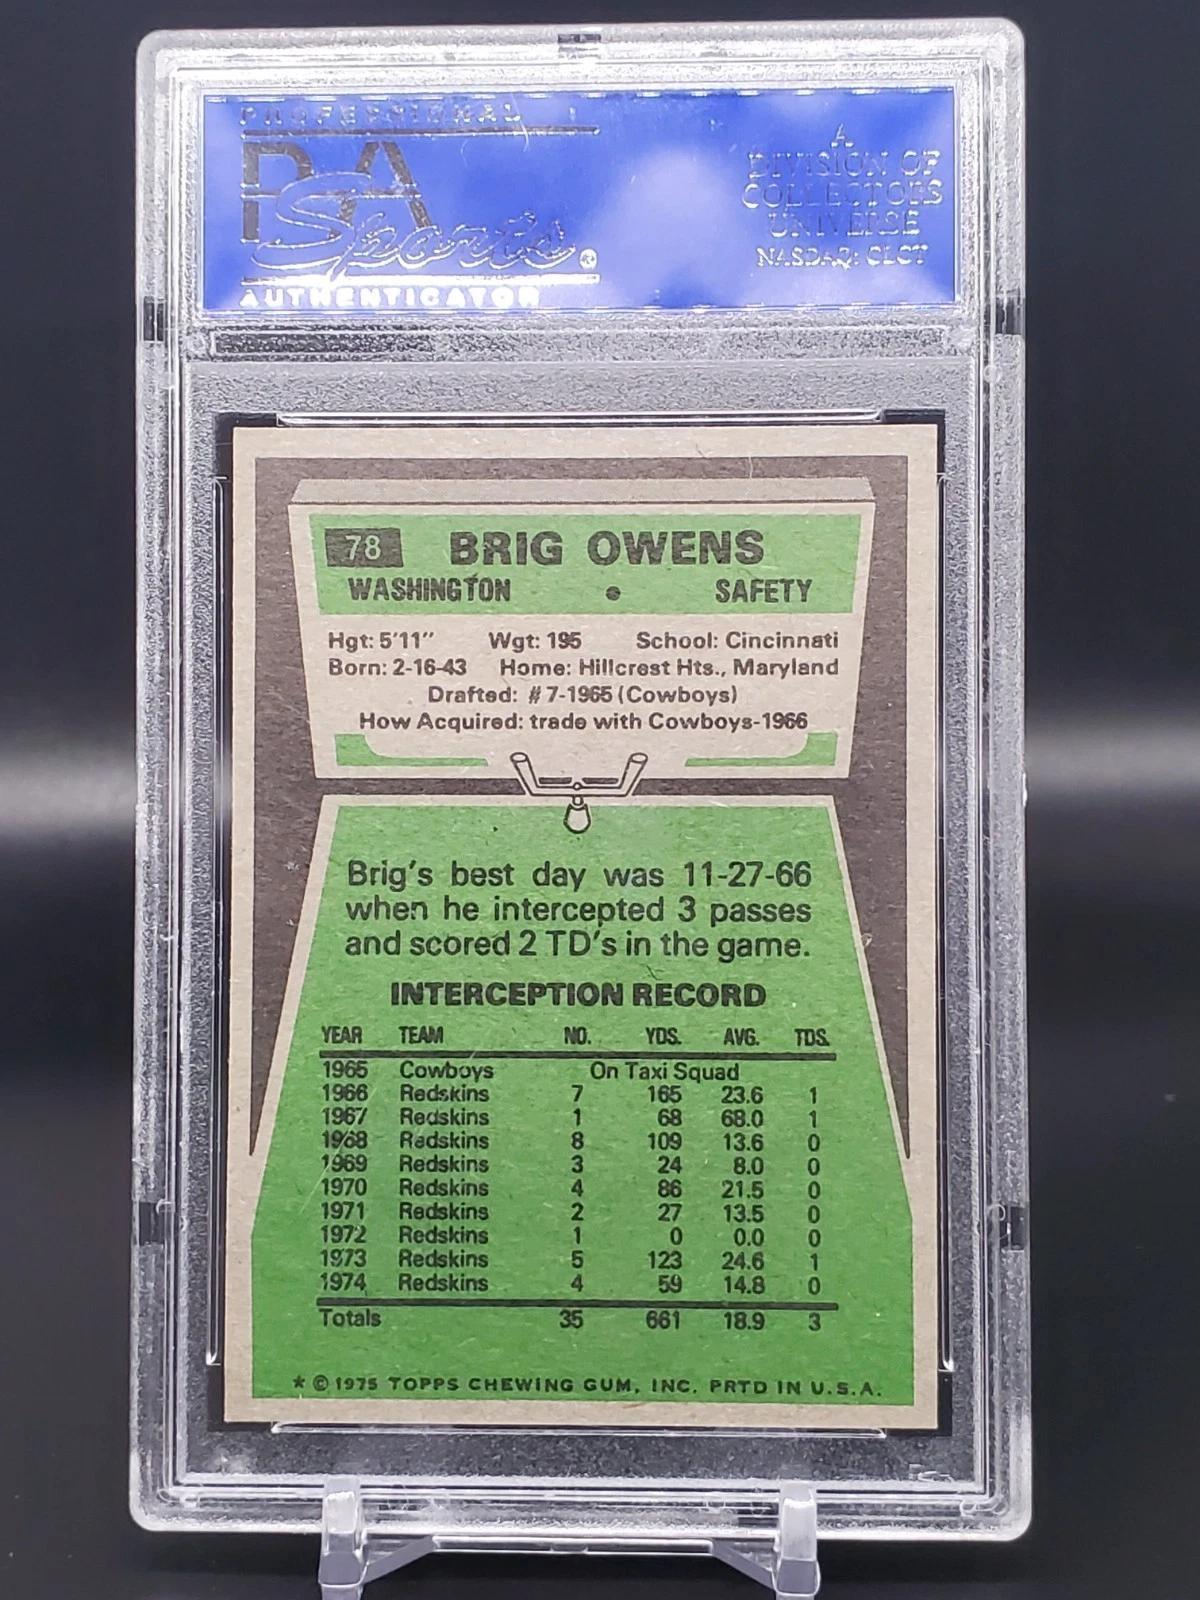 PROFESSIONAL
PSA
Sports®
AUTHENTICATOR
A
DIVISION OF
COLLECTORS
UNIVERSE
NASDAQ: CLCT
78 BRIG OWENS
WASHINGTON • SAFETY
Hgt: 5'11" Wgt: 195 School: Cincinnati
Born: 2-16-43 Home: Hillcrest Hts., Maryland
Drafted: #7-1965 (Cowboys)
How Acquired: trade with Cowboys-1966
Brig's best day was 11-27-66
when he intercepted 3 passes
and scored 2 TD's in the game.
INTERCEPTION RECORD
YEAR TEAM NO. YDS. AVG. TDS.
1965 Cowboys On Taxi Squad
1966 Redskins 7 165 23.6 1
1967 Redskins 1 68 68.0 1
1968 Redskins 8 109 13.6 0
1969 Redskins 3 24 8.0 0
1970 Redskins 4 86 21.5 0
1971 Redskins 2 27 13.5 0
1972 Redskins 1 0 0.0 0
1973 Redskins 5 123 24.6 1
1974 Redskins 4 59 14.8 0
Totals 35 661 18.9 3
* © 1975 TOPPS CHEWING GUM, INC. PRTD IN U.S.A.
PSA